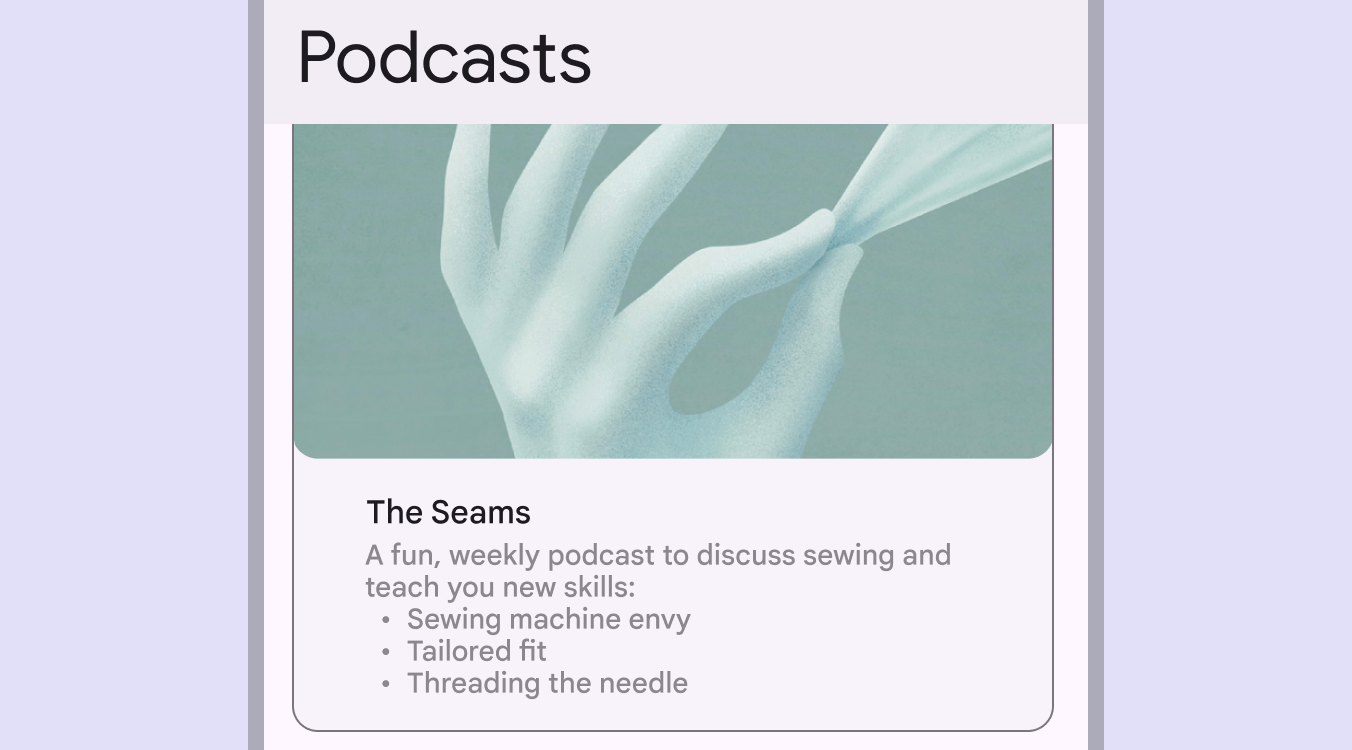 Podcasts
The Seams
A fun, weekly podcast to discuss sewing and
teach you new skills:
• Sewing machine envy
• Tailored fit
• Threading the needle